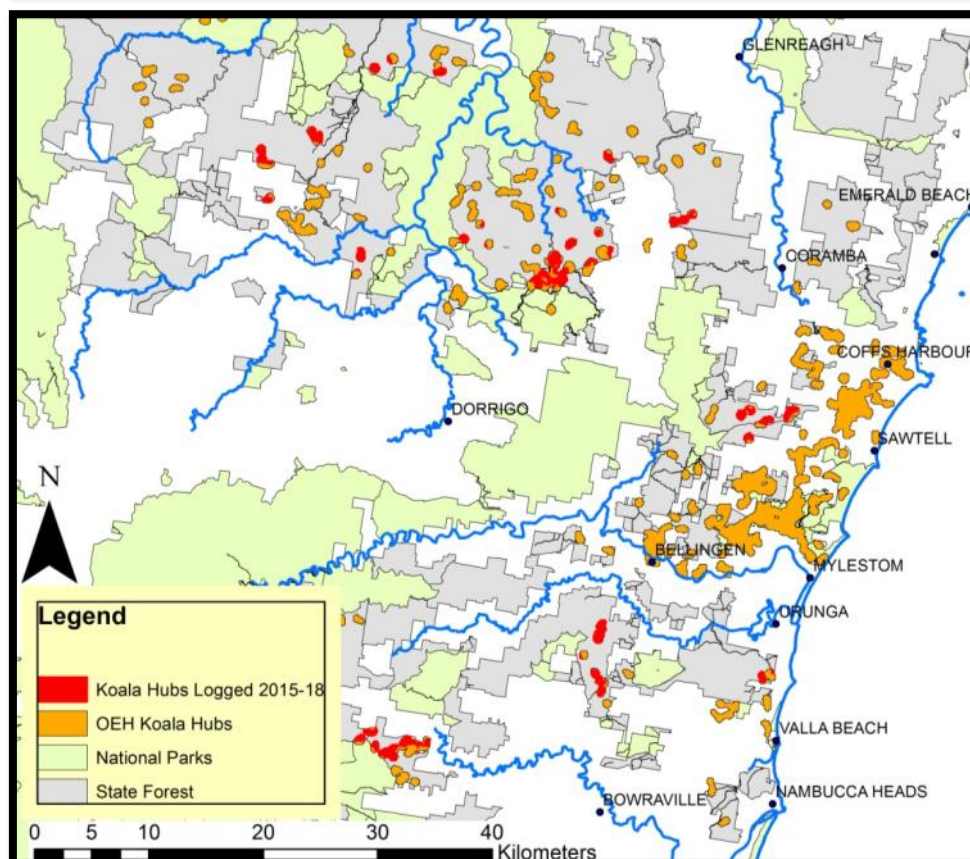 GLENREAGH
EMERALD BEACH
CORAMBA
COFFS HARBOUR
DORRIGO
SAWTELL
N
BELLINGEN
MYLESTOM
ORUNGA
Legend
Koala Hubs Logged 2015-18
OEH Koala Hubs
National Parks
State Forest
VALLA BEACH
BOWRAVILLE
NAMBUCCA HEADS
0 5 10 20 30 40
Kilometers